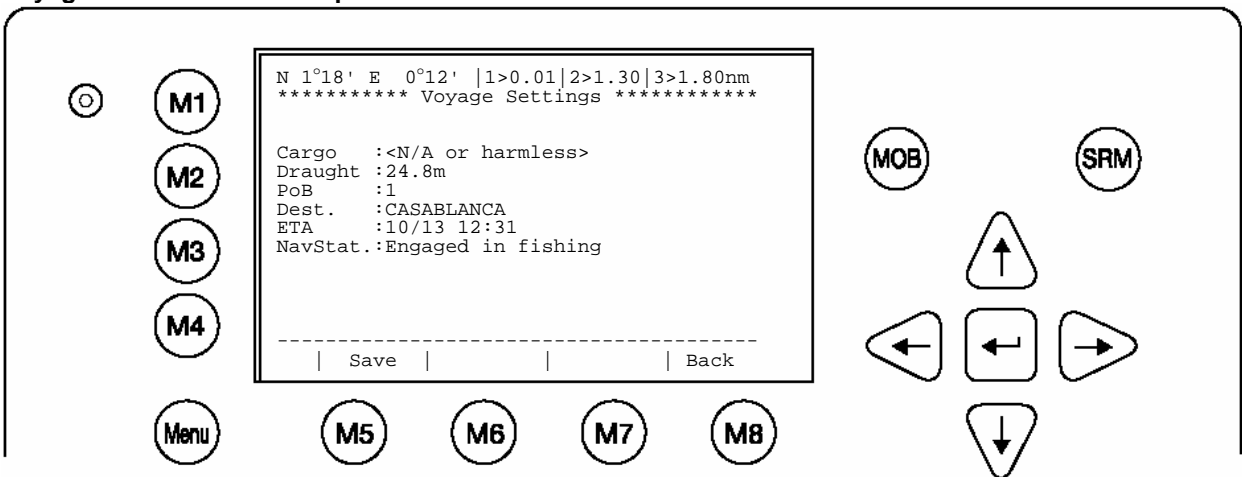 N 1°18' E 0°12' |1>0.01|2>1.30|3>1.80nm
*********** Voyage Settings ************
Cargo :<N/A or harmless>
Draught :24.8m
PoB :1
Dest. :CASABLANCA
ETA :10/13 12:31
NavStat.:Engaged in fishing
----------------------------------------
| Save | | | Back
M1
M2
M3
M4
Menu
M5
M6
M7
M8
MOB
SRM